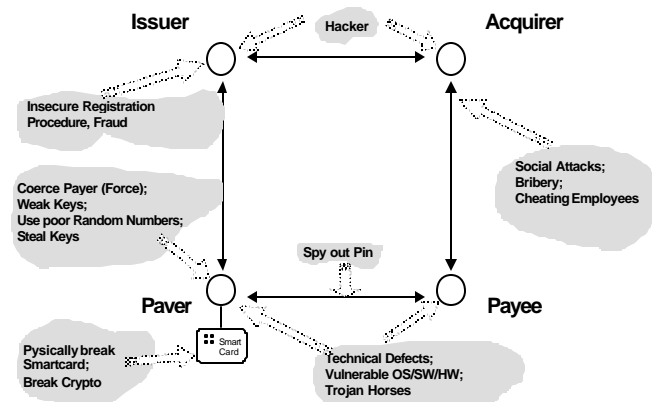 Issuer
Hacker
Acquirer
Insecure Registration
Procedure, Fraud
Social Attacks;
Bribery;
Cheating Employees
Coerce Payer (Force);
Weak Keys;
Use poor Random Numbers;
Steal Keys
Spy out Pin
Paver
Payee
Smart
Card
Pysically break
Smartcard;
Break Crypto
Technical Defects;
Vulnerable OS/SW/HW;
Trojan Horses